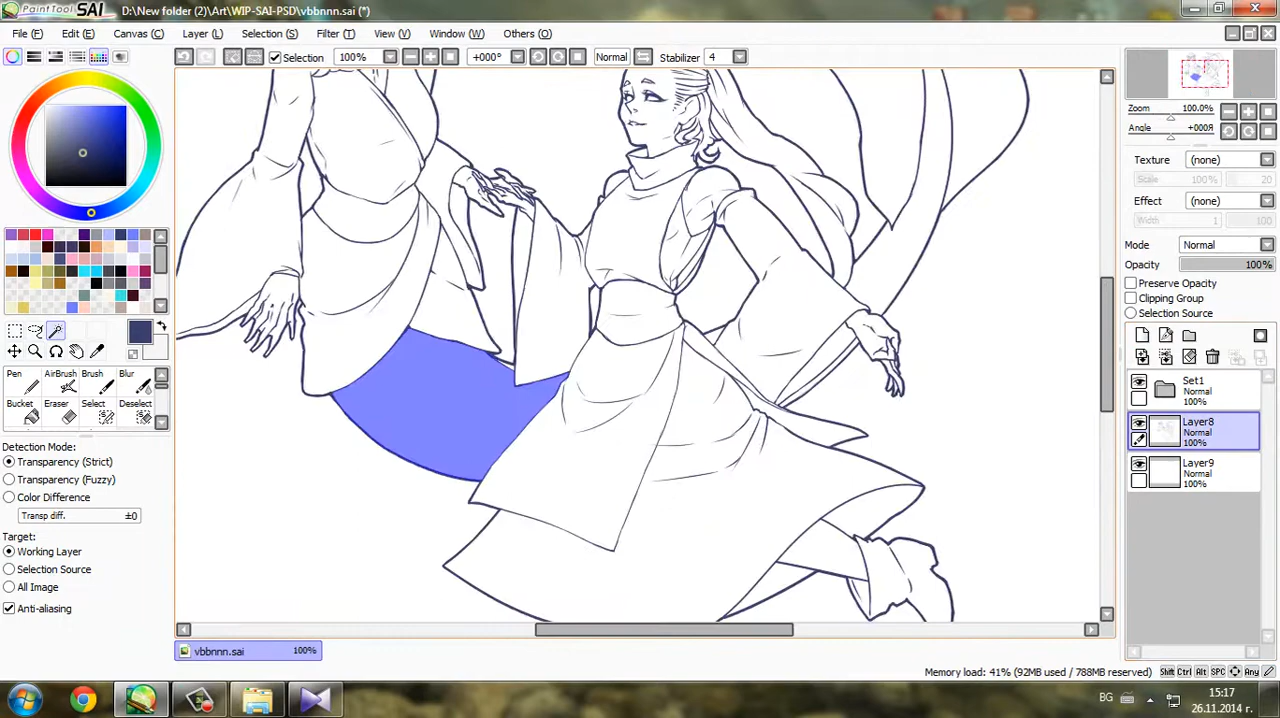 PaintTool SAI D:\New folder (2)\Art\WIP-SAI-PSD\vbbnnn.sai (*)
File (F) Edit (E) Canvas (C) Layer (L) Selection (S) Filter (T) View (V) Window (W) Others (O)
Selection 100% +000° Normal Stabilizer 4
Zoom 100.0%
Angle +000Я
Texture (none)
Scale 100% 20
Effect (none)
Width 1 100
Mode Normal
Opacity 100%
Preserve Opacity
Clipping Group
Selection Source
Set1
Normal
100%
Layer8
Normal
100%
Layer9
Normal
100%
Pen AirBrush Brush Blur
Bucket Eraser Select Deselect
Detection Mode:
Transparency (Strict)
Transparency (Fuzzy)
Color Difference
Transp diff. ±0
Target:
Working Layer
Selection Source
All Image
Anti-aliasing
vbbnnn.sai 100%
Memory load: 41% (92MB used / 788MB reserved) Shift Ctrl Alt SPC Any
BG 15:17
26.11.2014 г.